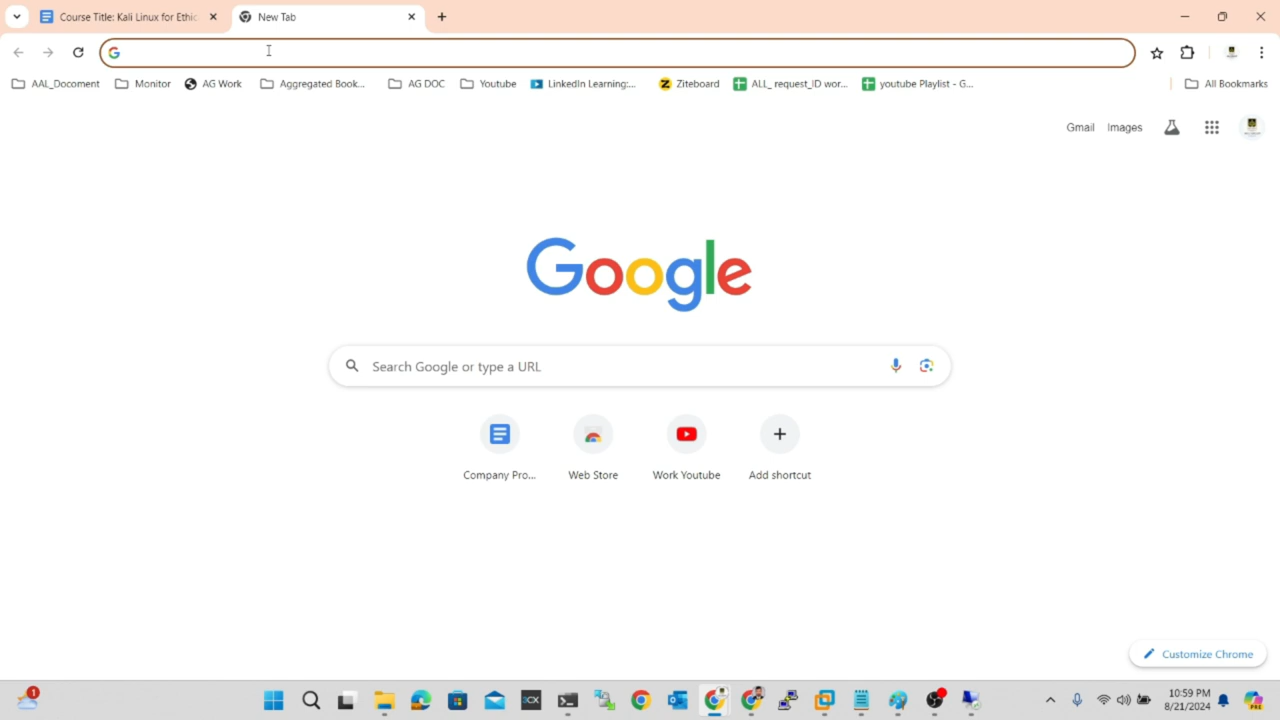 Course Title: Kali Linux for Ethic
New Tab
AAL_Docoment
Monitor
AG Work
Aggregated Book...
AG DOC
Youtube
LinkedIn Learning:...
Ziteboard
ALL_ request_ID wor...
youtube Playlist - G...
All Bookmarks
Gmail
Images
Google
Search Google or type a URL
Company Pro...
Web Store
Work Youtube
Add shortcut
Customize Chrome
1
10:59 PM
8/21/2024